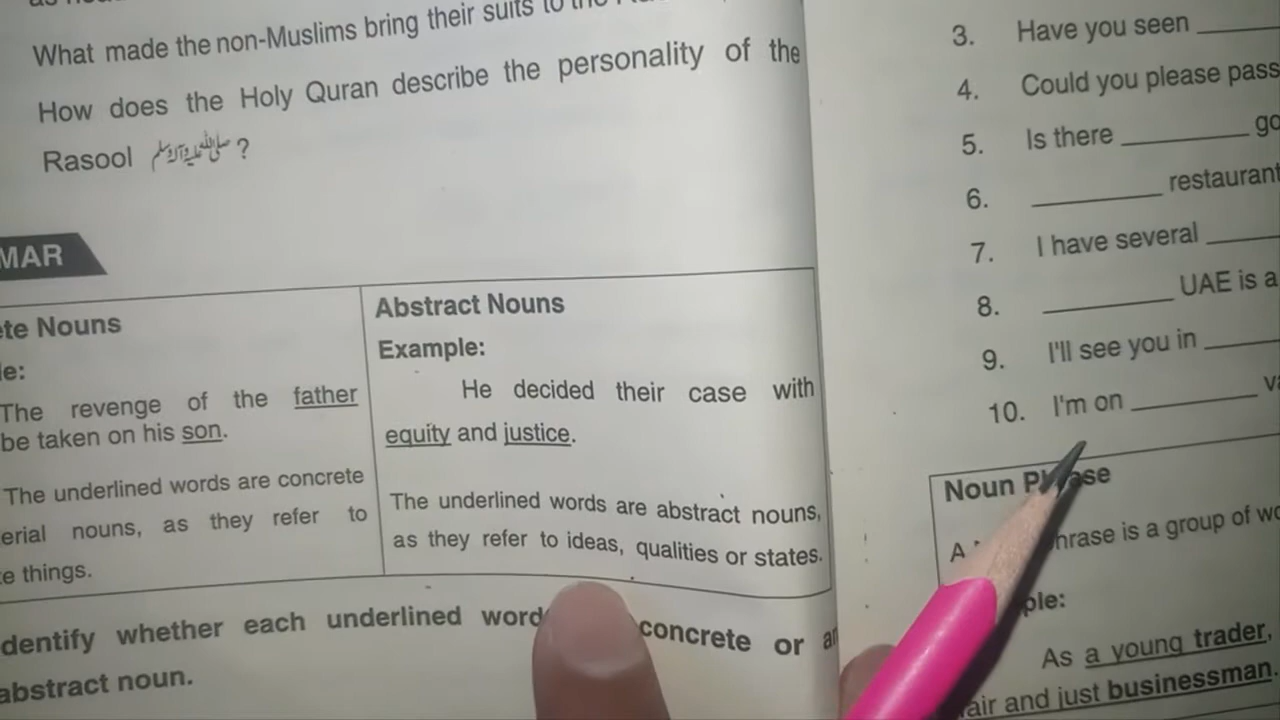 What made the non-Muslims bring their suits to the
How does the Holy Quran describe the personality of the
Rasool ﷺ ?
MAR
te Nouns
le:
The revenge of the father
be taken on his son.
The underlined words are concrete
erial nouns, as they refer to
e things.
Abstract Nouns
Example:
He decided their case with
equity and justice.
The underlined words are abstract nouns,
as they refer to ideas, qualities or states.
dentify whether each underlined word concrete or
abstract noun.
3. Have you seen
4. Could you please pass
5. Is there go
6. restaurant
7. I have several
8. UAE is a
9. I'll see you in
10. I'm on va
Noun Phrase
A hrase is a group of wo
ple:
As a young trader,
air and just businessman.